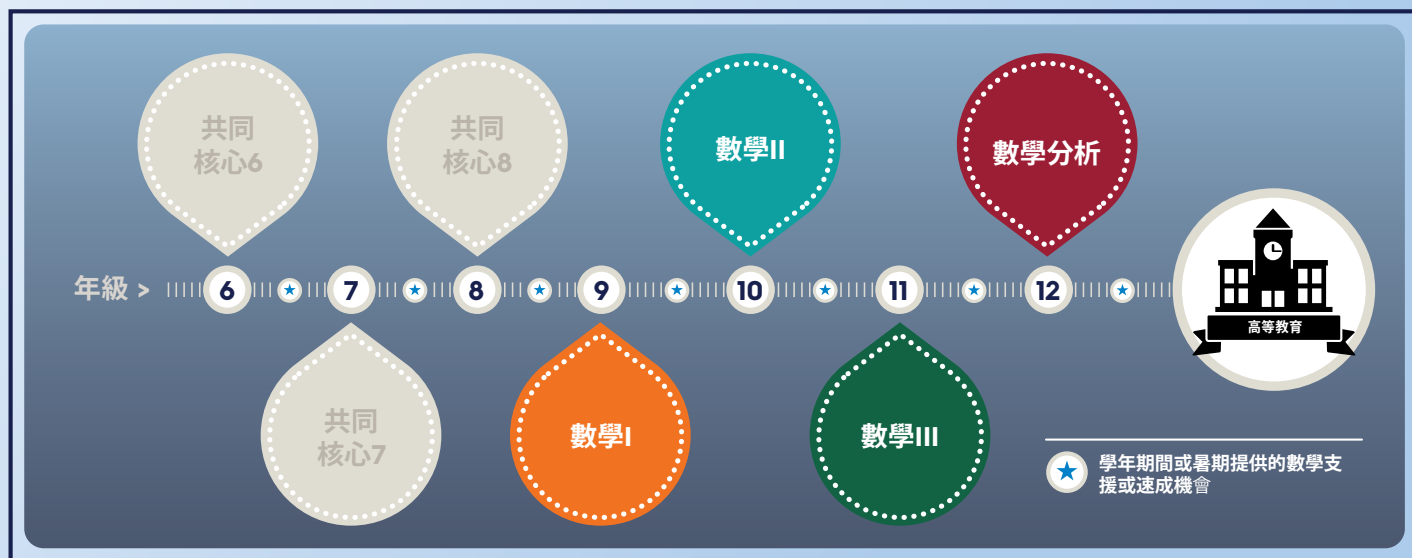 共同
核心6
共同
核心8
數學II
數學分析
年級 >
6
7
8
9
10
11
12
高等教育
共同
核心7
數學I
數學III
學年期間或暑期提供的數學支
援或速成機會